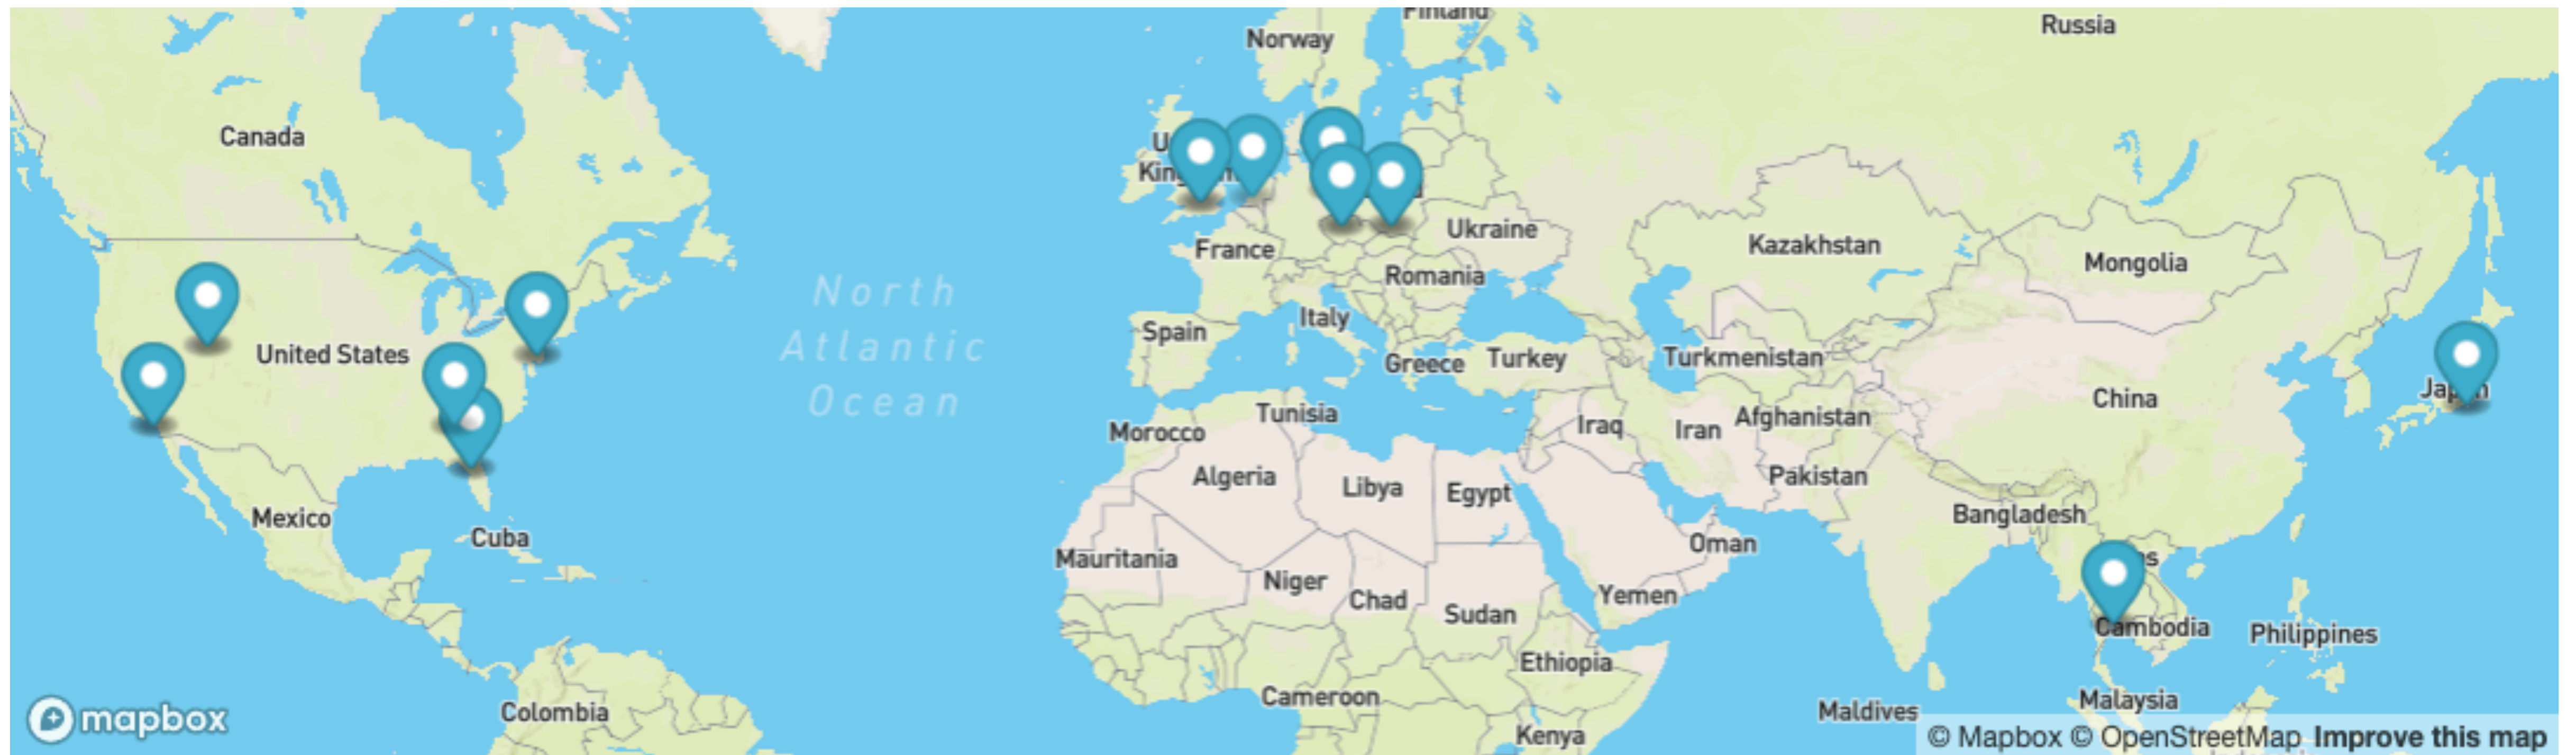 Finland
Russia
Norway
Canada
U
Kin m
Ukraine
France
Kazakhstan
Mongolia
Romania
North
Atlantic
Ocean
Italy
Spain
United States
Greece
Turkey
Turkmenistan
Japan
China
Tunisia
Afghanistan
Morocco
Iraq
Iran
Algeria
Libya
Egypt
Pakistan
Mexico
Bangladesh
Cuba
Oman
Mauritania
Niger
Chad
Yemen
Sudan
Cambodia
Philippines
Ethiopia
Cameroon
Malaysia
Colombia
Maldives
mapbox
Kenya
© Mapbox © OpenStreetMap Improve this map